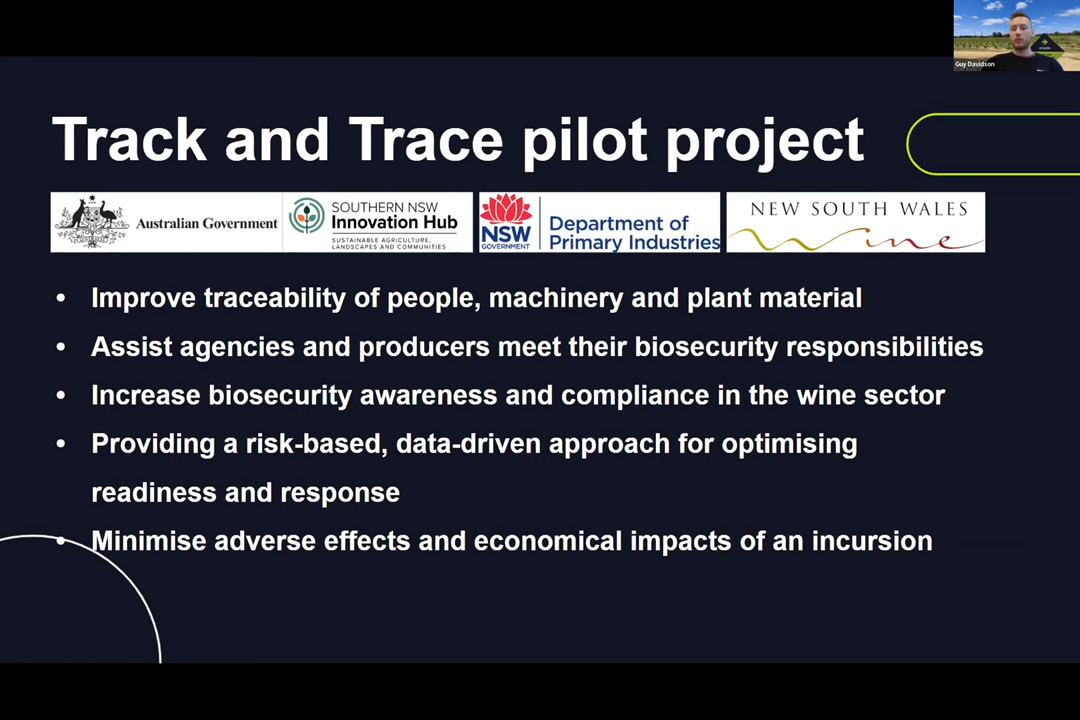 Guy Davidson
Track and Trace pilot project
Australian Government
SOUTHERN NSW
Innovation Hub
SUSTAINABLE AGRICULTURE,
LANDSCAPES AND COMMUNITIES
NSW
GOVERNMENT
Department of
Primary Industries
NEW SOUTH WALES
Wine
• Improve traceability of people, machinery and plant material
• Assist agencies and producers meet their biosecurity responsibilities
• Increase biosecurity awareness and compliance in the wine sector
• Providing a risk-based, data-driven approach for optimising
readiness and response
• Minimise adverse effects and economical impacts of an incursion